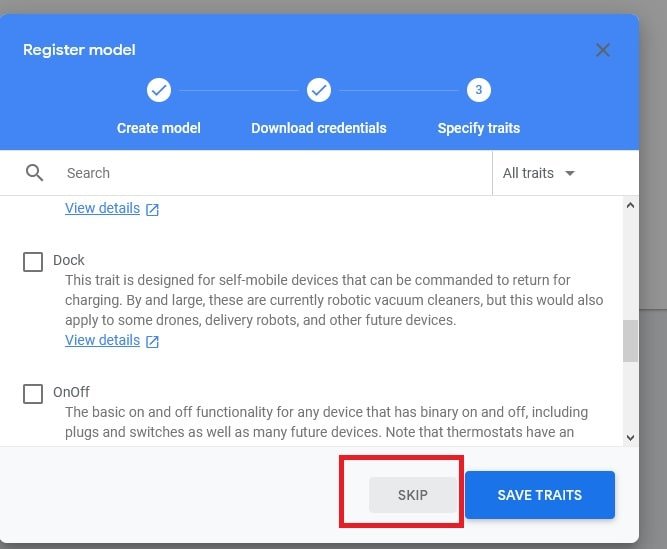 Register model
3
Create model
Download credentials
Specify traits
Search
All traits
View details
Dock
This trait is designed for self-mobile devices that can be commanded to return for
charging. By and large, these are currently robotic vacuum cleaners, but this would also
apply to some drones, delivery robots, and other future devices.
View details
OnOff
The basic on and off functionality for any device that has binary on and off, including
plugs and switches as well as many future devices. Note that thermostats have an
SKIP
SAVE TRAITS